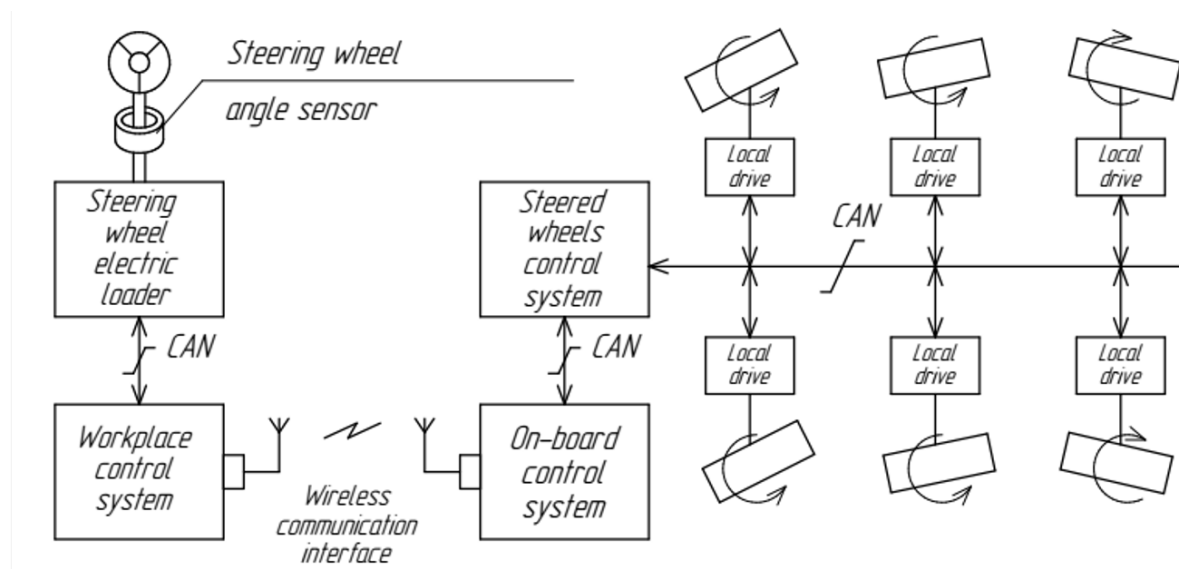 Steering wheel
angle sensor
Steering
wheel
electric
loader
CAN
Workplace
control
system
Wireless
communication
interface
Steered
wheels
control
system
CAN
On-board
control
system
CAN
Local
drive
Local
drive
Local
drive
Local
drive
Local
drive
Local
drive